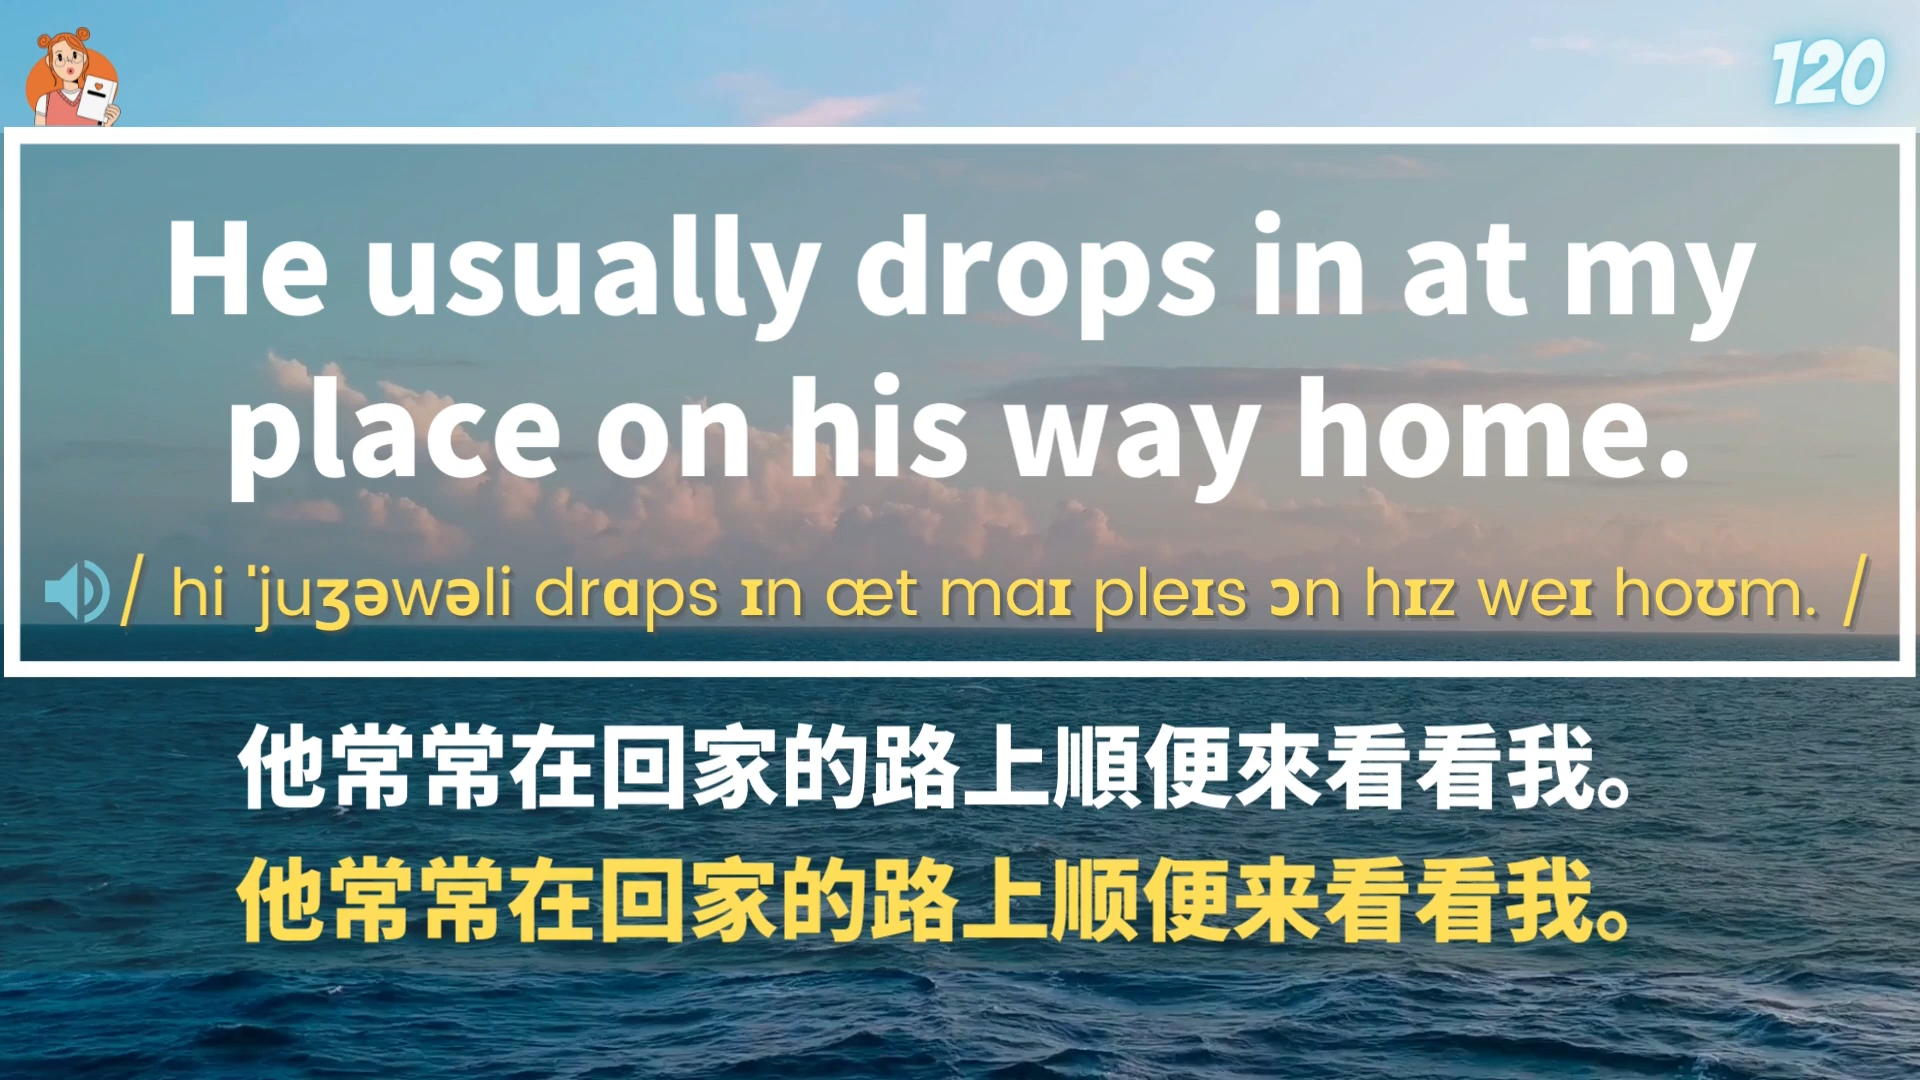 120
He usually drops in at my
place on his way home.
/ hi ˈjuʒəwəli drɑps ɪn æt maɪ pleɪs ɔn hɪz weɪ hoʊm. /
他常常在回家的路上順便來看看我。
他常常在回家的路上顺便来看看我。